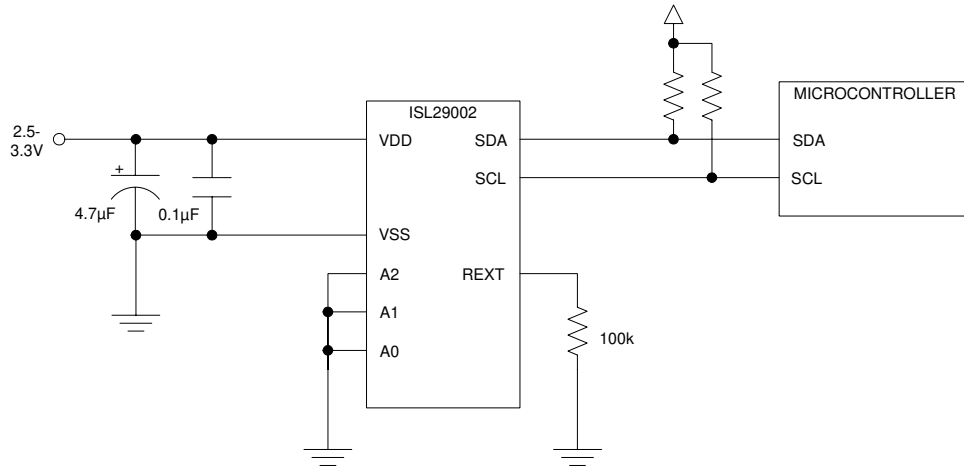 2.5-
3.3V
+
4.7µF
0.1µF
ISL29002
VDD
SDA
SCL
VSS
A2
REXT
A1
A0
100k
MICROCONTROLLER
SDA
SCL